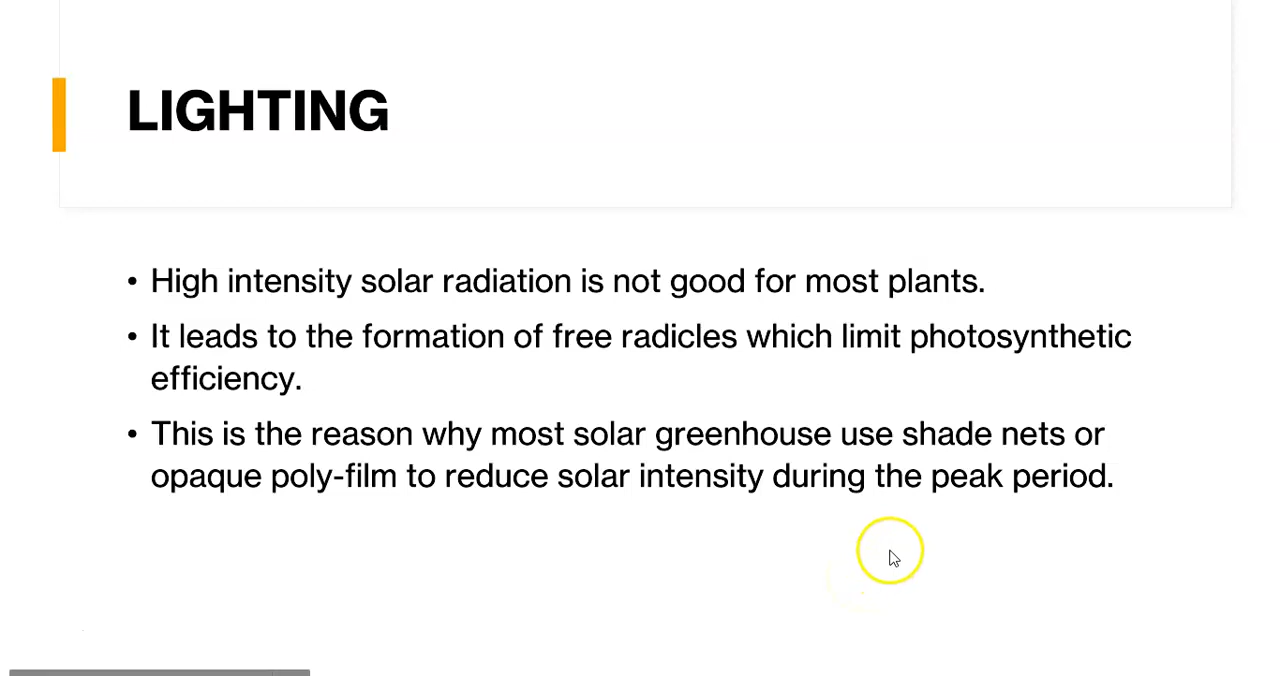 LIGHTING
• High intensity solar radiation is not good for most plants.
• It leads to the formation of free radicles which limit photosynthetic
efficiency.
• This is the reason why most solar greenhouse use shade nets or
opaque poly-film to reduce solar intensity during the peak period.